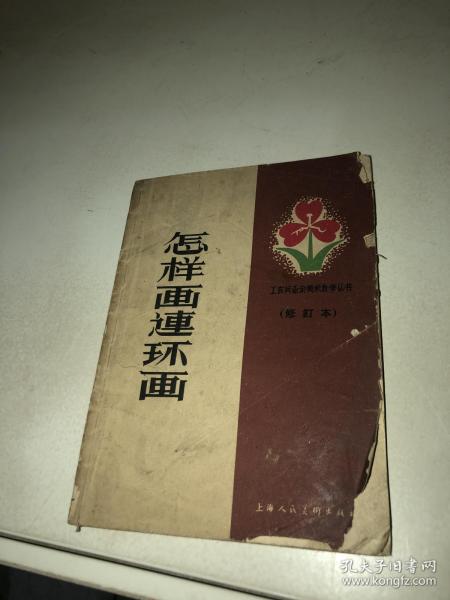 怎样画連环画
工农兵业余美术自学丛书
(修訂本)
上海人民美術出版社
孔夫子旧书网
www.kongfz.com